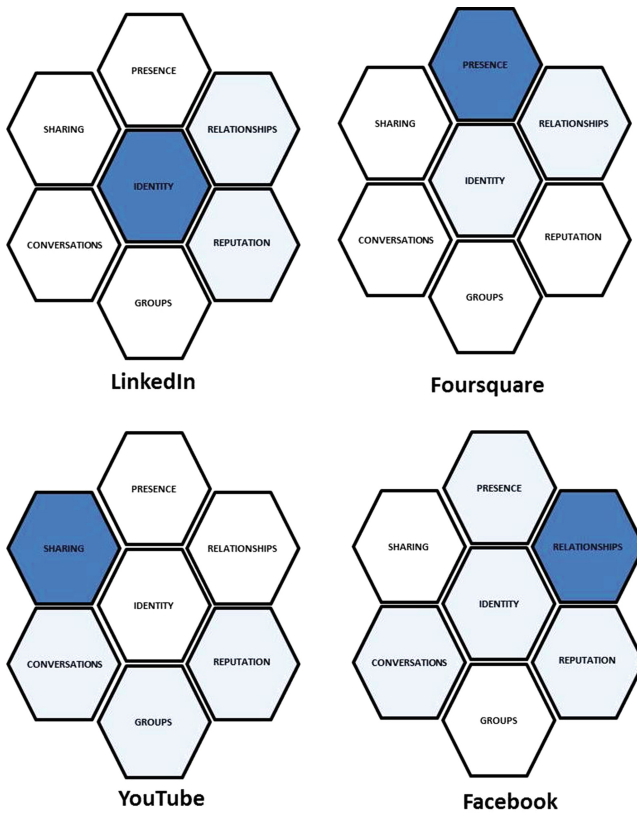 PRESENCE
SHARING
RELATIONSHIPS
IDENTITY
CONVERSATIONS
REPUTATION
GROUPS
LinkedIn
PRESENCE
SHARING
RELATIONSHIPS
IDENTITY
CONVERSATIONS
REPUTATION
GROUPS
Foursquare
PRESENCE
SHARING
RELATIONSHIPS
IDENTITY
CONVERSATIONS
REPUTATION
GROUPS
YouTube
PRESENCE
SHARING
RELATIONSHIPS
IDENTITY
CONVERSATIONS
REPUTATION
GROUPS
Facebook